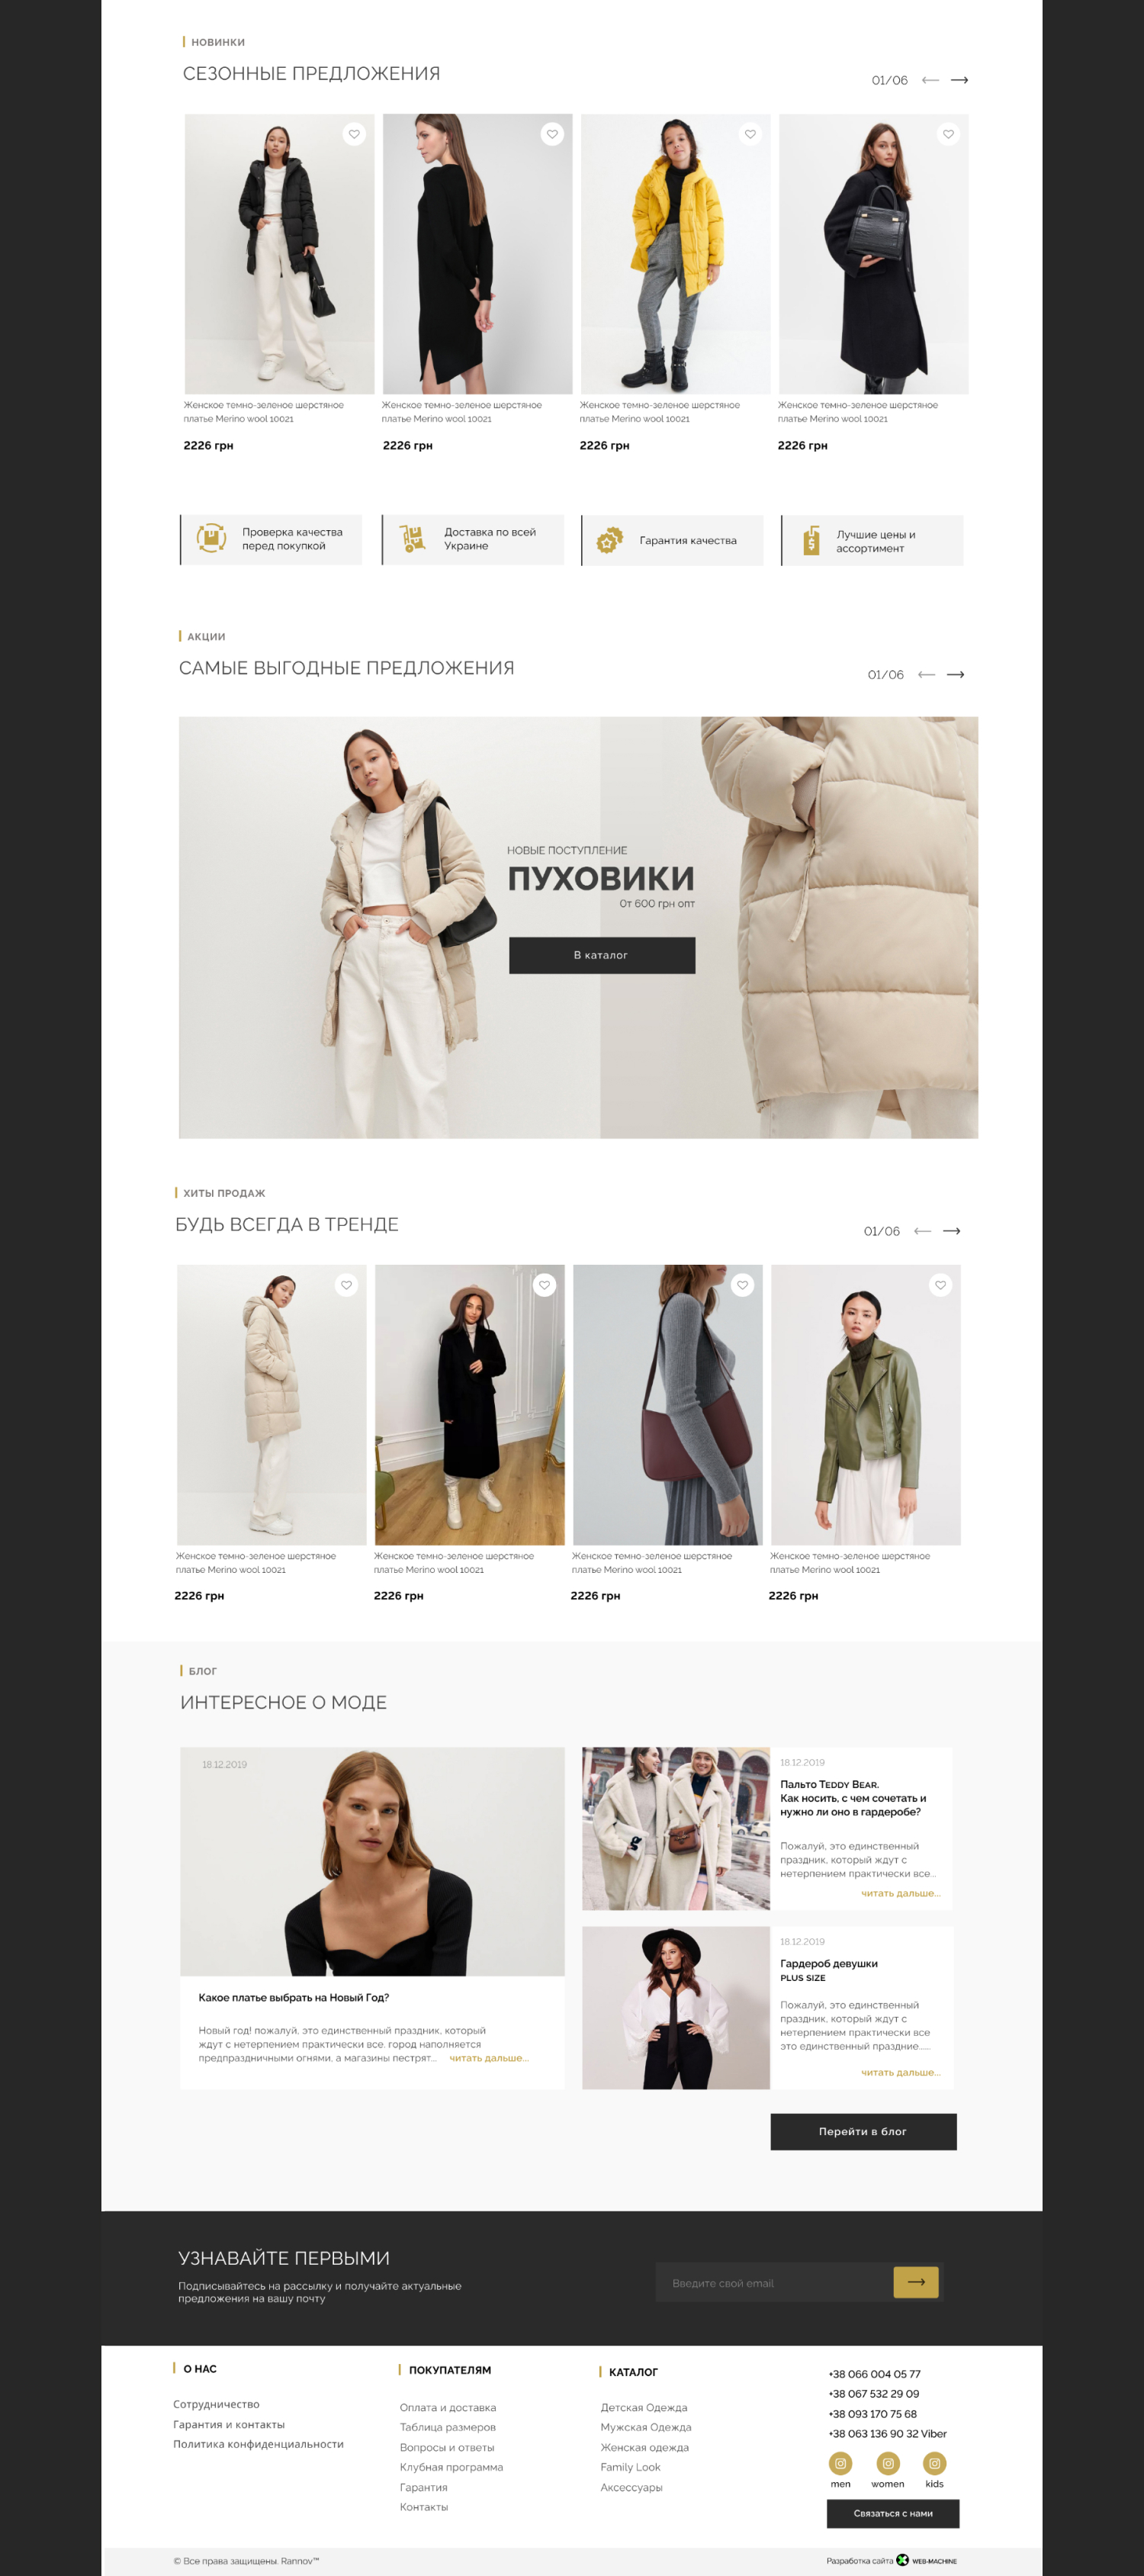 НОВИНКИ
СЕЗОННЫЕ ПРЕДЛОЖЕНИЯ
01/06
Женское темно-зеленое шерстяное
платье Merino wool 10021
2226 грн
Женское темно-зеленое шерстяное
платье Merino wool 10021
2226 грн
Женское темно-зеленое шерстяное
платье Merino wool 10021
2226 грн
Женское темно-зеленое шерстяное
платье Merino wool 10021
2226 грн
Проверка качества
перед покупкой
Доставка по всей
Украине
Гарантия качества
Лучшие цены и
ассортимент
АКЦИИ
САМЫЕ ВЫГОДНЫЕ ПРЕДЛОЖЕНИЯ
01/06
НОВЫЕ ПОСТУПЛЕНИЕ
ПУХОВИКИ
От 600 грн опт
В каталог
ХИТЫ ПРОДАЖ
БУДЬ ВСЕГДА В ТРЕНДЕ
01/06
Женское темно-зеленое шерстяное
платье Merino wool 10021
2226 грн
Женское темно-зеленое шерстяное
платье Merino wool 10021
2226 грн
Женское темно-зеленое шерстяное
платье Merino wool 10021
2226 грн
Женское темно-зеленое шерстяное
платье Merino wool 10021
2226 грн
БЛОГ
ИНТЕРЕСНОЕ О МОДЕ
18.12.2019
Какое платье выбрать на Новый Год?
Новый год! пожалуй, это единственный праздник, который
ждут с нетерпением практически все. город наполняется
предпраздничными огнями, а магазины пестрят... читать дальше...
18.12.2019
Пальто TEDDY BEAR.
Как носить, с чем сочетать и
нужно ли оно в гардеробе?
Пожалуй, это единственный
праздник, который ждут с
нетерпением практически все...
читать дальше...
18.12.2019
Гардероб девушки
PLUS SIZE
Пожалуй, это единственный
праздник, который ждут с
нетерпением практически все
это единственный праздние......
читать дальше...
Перейти в блог
УЗНАВАЙТЕ ПЕРВЫМИ
Подписывайтесь на рассылку и получайте актуальные
предложения на вашу почту
Введите свой email
О НАС
Сотрудничество
Гарантия и контакты
Политика конфиденциальности
ПОКУПАТЕЛЯМ
Оплата и доставка
Таблица размеров
Вопросы и ответы
Клубная программа
Гарантия
Контакты
КАТАЛОГ
Детская Одежда
Мужская Одежда
Женская одежда
Family Look
Аксессуары
+38 066 004 05 77
+38 067 532 29 09
+38 093 170 75 68
+38 063 136 90 32 Viber
men women kids
Связаться с нами
© Все права защищены. Rannov™
Разработка сайта WEB-MACHINE